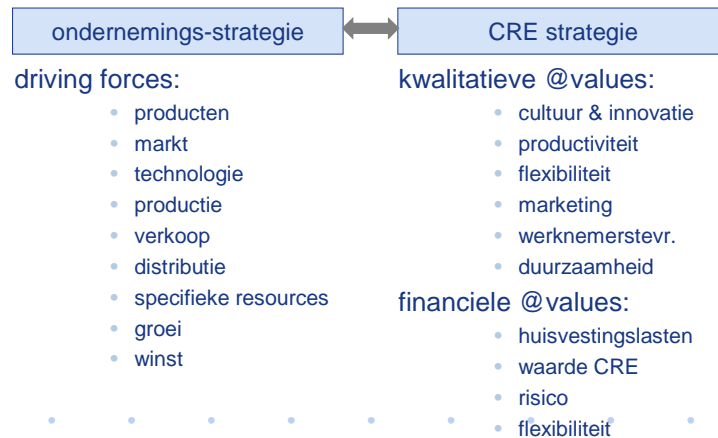 ondernemings-strategie
driving forces:
producten
markt
technologie
productie
verkoop
distributie
specifieke resources
groei
winst
CRE strategie
kwalitatieve @values:
cultuur & innovatie
productiviteit
flexibiliteit
marketing
werknemerstevr.
duurzaamheid
financiele @values:
huisvestingslasten
waarde CRE
risico
flexibiliteit